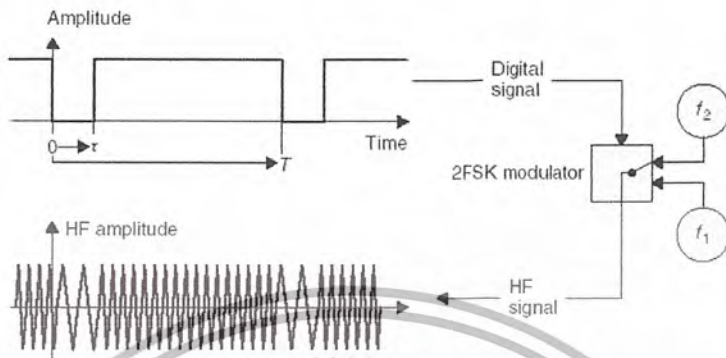 Amplitude
Digital
signal
Time
0
τ
T
2FSK modulator
f2
f1
HF amplitude
HF
signal